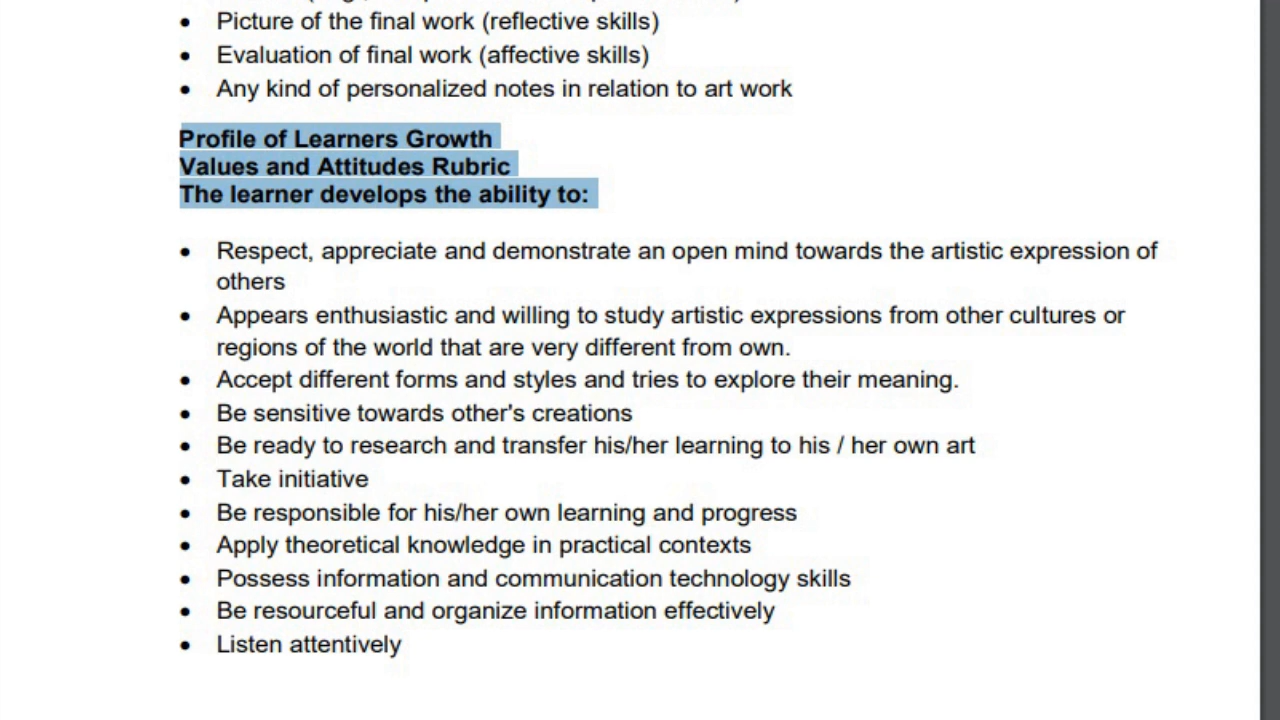 • Picture of the final work (reflective skills)
• Evaluation of final work (affective skills)
• Any kind of personalized notes in relation to art work
Profile of Learners Growth
Values and Attitudes Rubric
The learner develops the ability to:
• Respect, appreciate and demonstrate an open mind towards the artistic expression of
others
• Appears enthusiastic and willing to study artistic expressions from other cultures or
regions of the world that are very different from own.
• Accept different forms and styles and tries to explore their meaning.
• Be sensitive towards other's creations
• Be ready to research and transfer his/her learning to his / her own art
• Take initiative
• Be responsible for his/her own learning and progress
• Apply theoretical knowledge in practical contexts
• Possess information and communication technology skills
• Be resourceful and organize information effectively
• Listen attentively